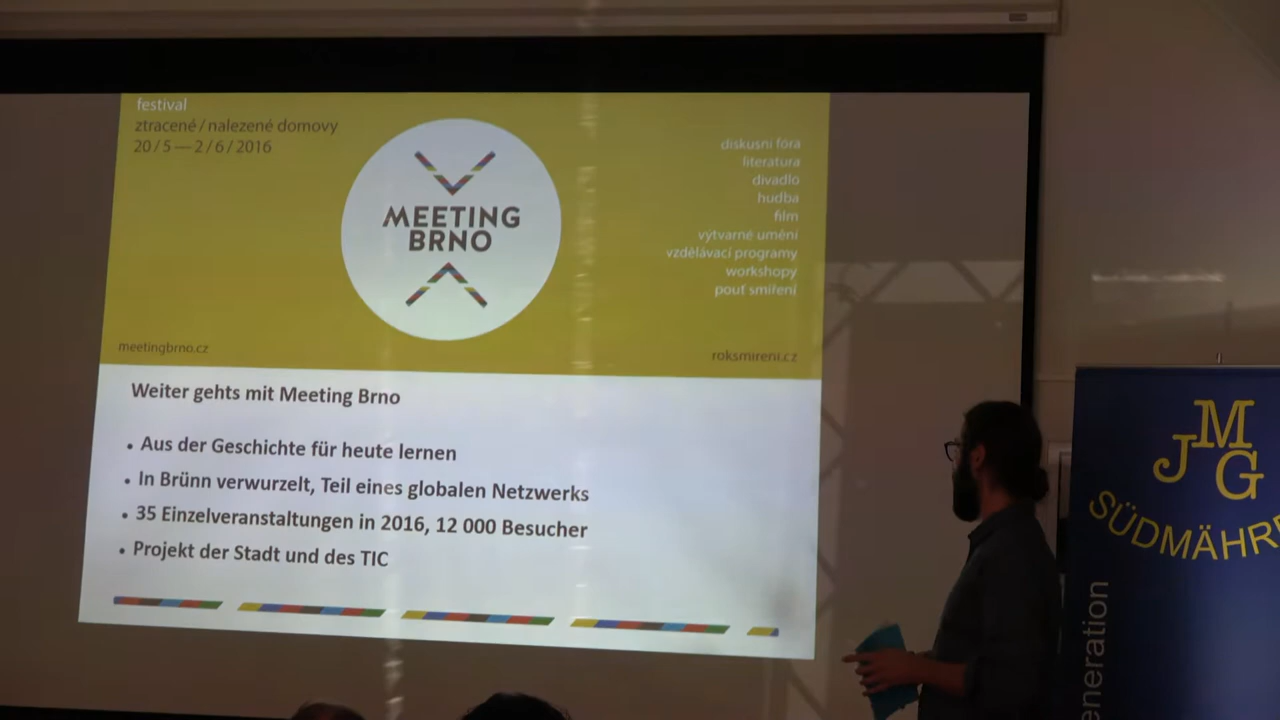 festival
ztracené / nalezené domovy
20 / 5 — 2 / 6 / 2016
MEETING
BRNO
diskusní fóra
literatura
divadlo
hudba
film
výtvarné umění
vzdělávací programy
workshopy
pouť smíření
meetingbrno.cz
roksmireni.cz
Weiter gehts mit Meeting Brno
• Aus der Geschichte für heute lernen
• In Brünn verwurzelt, Teil eines globalen Netzwerks
• 35 Einzelveranstaltungen in 2016, 12 000 Besucher
• Projekt der Stadt und des TIC
JMG
SÜDMÄHRE
eneration